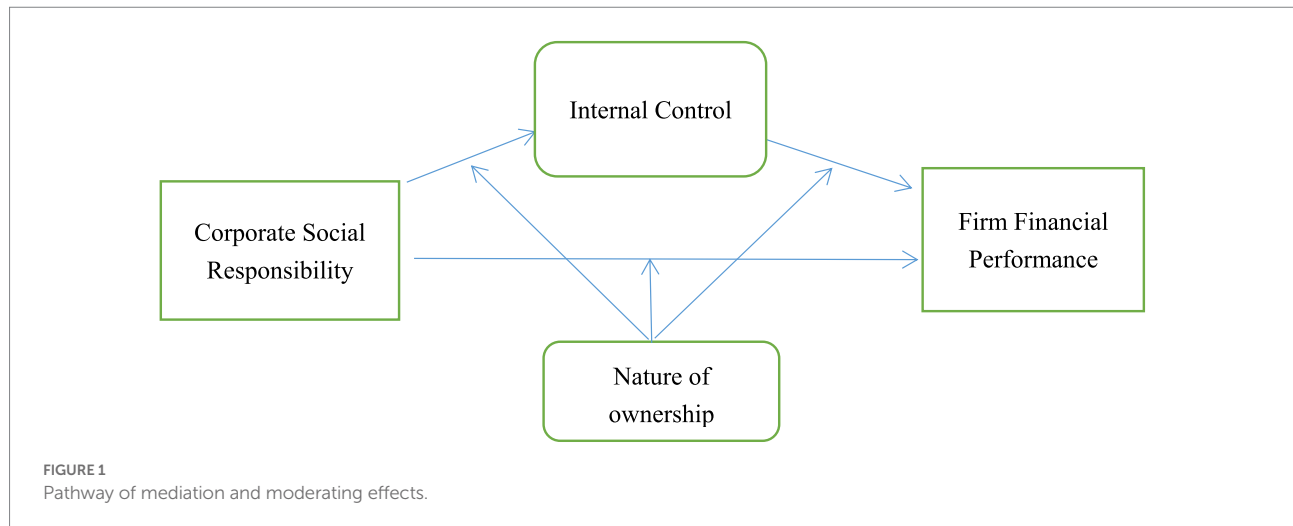 Internal Control
Corporate Social
Responsibility
Firm Financial
Performance
Nature of
ownership
FIGURE 1
Pathway of mediation and moderating effects.